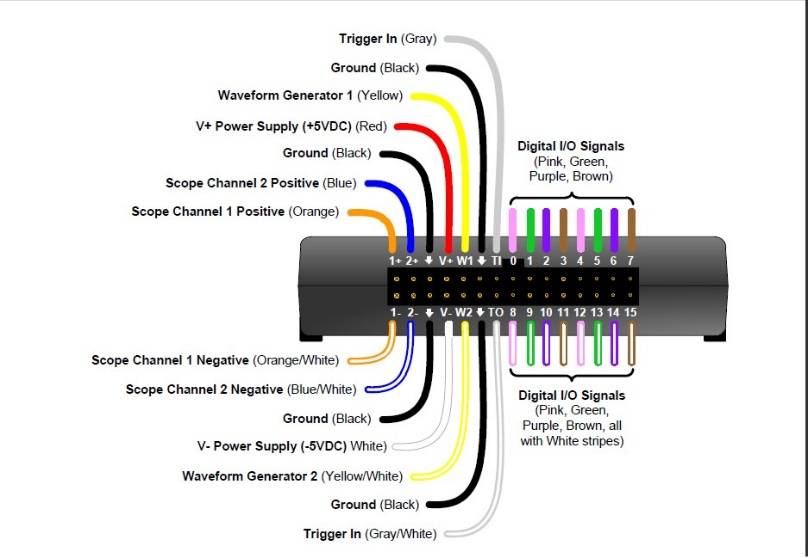 Trigger In (Gray)
Ground (Black)
Waveform Generator 1 (Yellow)
V+ Power Supply (+5VDC) (Red)
Ground (Black)
Scope Channel 2 Positive (Blue)
Scope Channel 1 Positive (Orange)
Digital I/O Signals
(Pink, Green,
Purple, Brown)
1+ 2+ V+ W1 TI 0 1 2 3 4 5 6 7
1- 2- V- W2 TO 8 9 10 11 12 13 14 15
Scope Channel 1 Negative (Orange/White)
Scope Channel 2 Negative (Blue/White)
Ground (Black)
V- Power Supply (-5VDC) White)
Waveform Generator 2 (Yellow/White)
Ground (Black)
Trigger In (Gray/White)
Digital I/O Signals
(Pink, Green,
Purple, Brown, all
with White stripes)